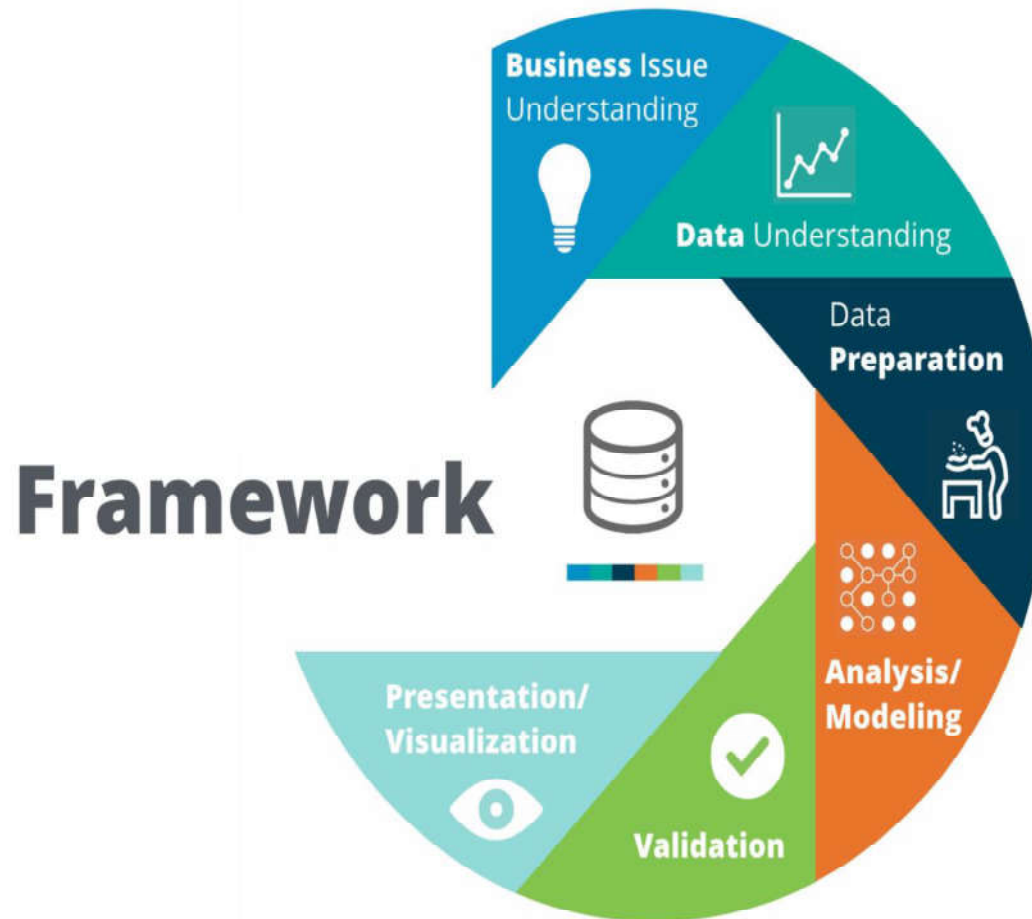 Business Issue
Understanding
Data Understanding
Data
Preparation
Framework
Analysis/
Modeling
Presentation/
Visualization
Validation